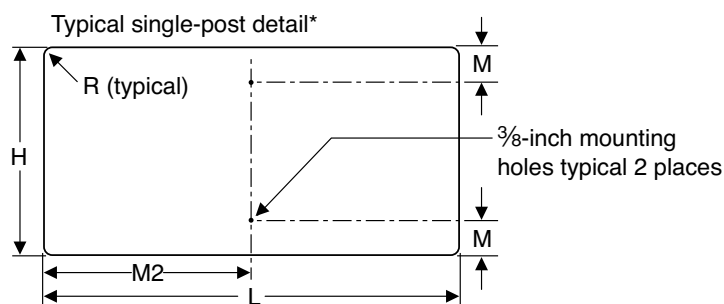 Typical single-post detail*
R (typical)
M
H
⅜-inch mounting
holes typical 2 places
M
M2
L